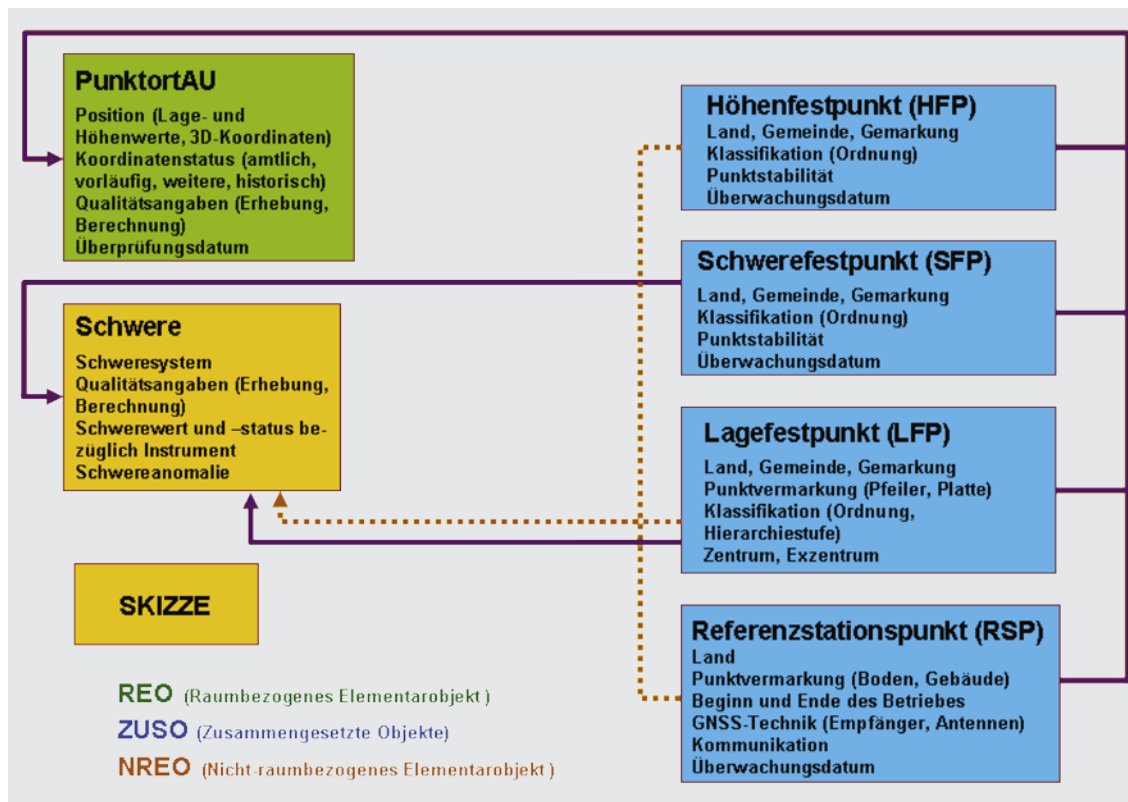 PunktortAU
Position (Lage- und
Höhenwerte, 3D-Koordinaten)
Koordinatenstatus (amtlich,
vorläufig, weitere, historisch)
Qualitätsangaben (Erhebung,
Berechnung)
Überprüfungsdatum
Schwere
Schweresystem
Qualitätsangaben (Erhebung,
Berechnung)
Schwerewert und –status be-
züglich Instrument
Schwereanomalie
SKIZZE
REO (Raumbezogenes Elementarobjekt )
ZUSO (Zusammengesetzte Objekte)
NREO (Nicht-raumbezogenes Elementarobjekt )
Höhenfestpunkt (HFP)
Land, Gemeinde, Gemarkung
Klassifikation (Ordnung)
Punktstabilität
Überwachungsdatum
Schwerefestpunkt (SFP)
Land, Gemeinde, Gemarkung
Klassifikation (Ordnung)
Punktstabilität
Überwachungsdatum
Lagefestpunkt (LFP)
Land, Gemeinde, Gemarkung
Punktvermarkung (Pfeiler, Platte)
Klassifikation (Ordnung,
Hierarchiestufe)
Zentrum, Exzentrum
Referenzstationspunkt (RSP)
Land
Punktvermarkung (Boden, Gebäude)
Beginn und Ende des Betriebes
GNSS-Technik (Empfänger, Antennen)
Kommunikation
Überwachungsdatum